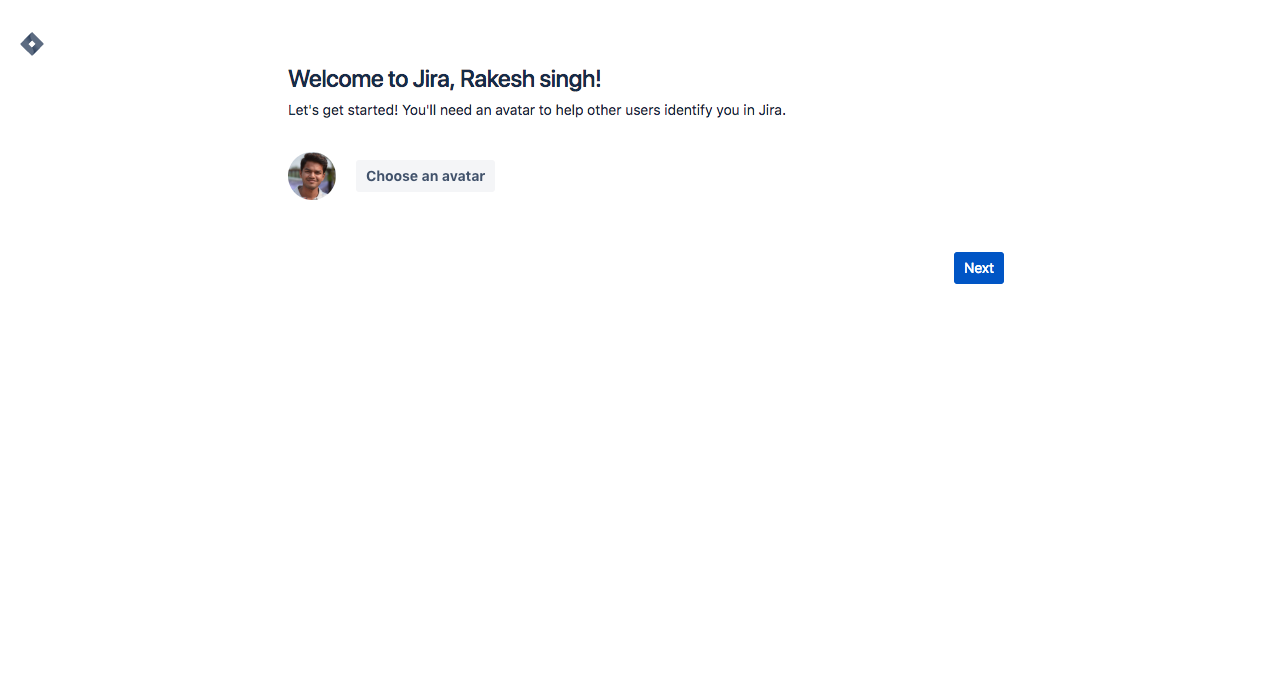 Welcome to Jira, Rakesh singh!
Let's get started! You'll need an avatar to help other users identify you in Jira.
Choose an avatar
Next